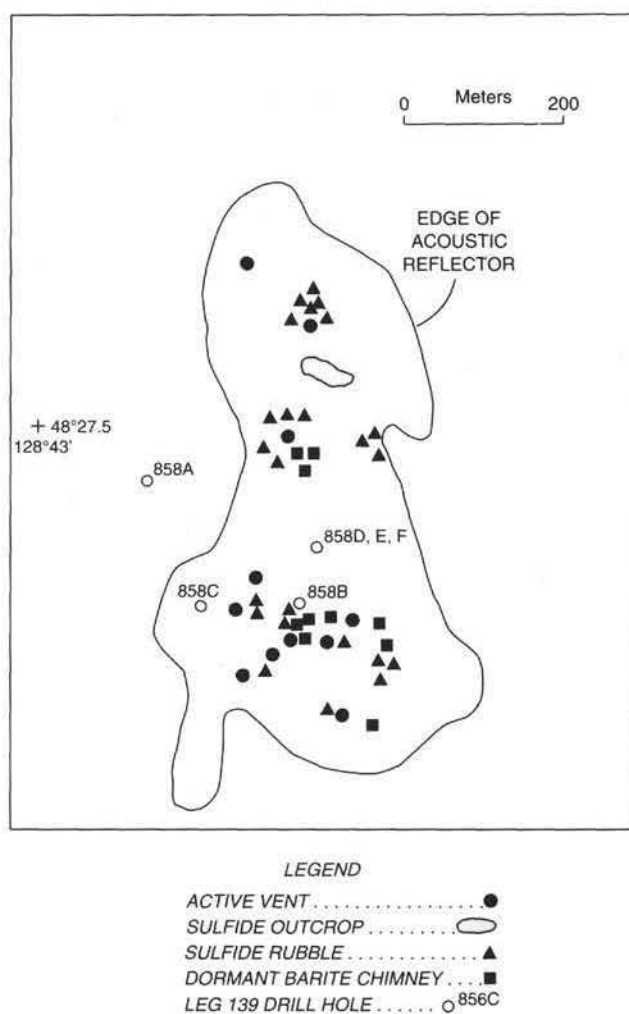 0 Meters 200
EDGE OF
ACOUSTIC
REFLECTOR
48°27.5
128°43'
858A
858D, E, F
858C
858B
LEGEND
ACTIVE VENT
SULFIDE OUTCROP
SULFIDE RUBBLE
DORMANT BARITE CHIMNEY
LEG 139 DRILL HOLE 856C